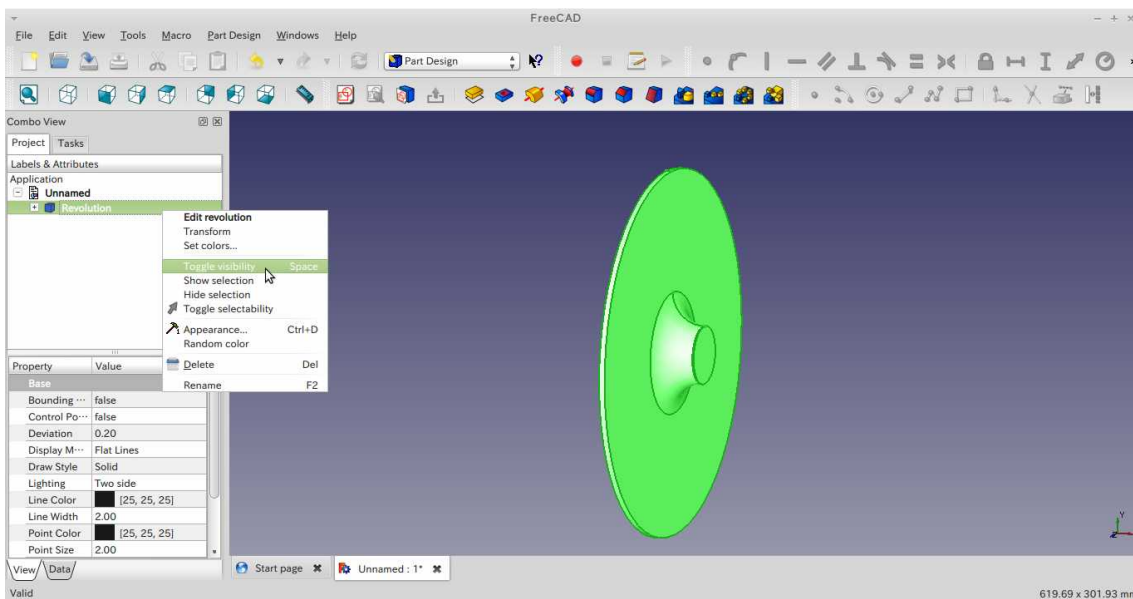 FreeCAD
File Edit View Tools Macro Part Design Windows Help
Part Design
Combo View
Project Tasks
Labels & Attributes
Application
Unnamed
Revolution
Edit revolution
Transform
Set colors...
Toggle visibility Space
Show selection
Hide selection
Toggle selectability
Appearance... Ctrl+D
Random color
Delete Del
Rename F2
Property Value
Base
Bounding ··· false
Control Po··· false
Deviation 0.20
Display M··· Flat Lines
Draw Style Solid
Lighting Two side
Line Color [25, 25, 25]
Line Width 2.00
Point Color [25, 25, 25]
Point Size 2.00
View Data
Start page Unnamed : 1*
Valid 619.69 x 301.93 mm
Y